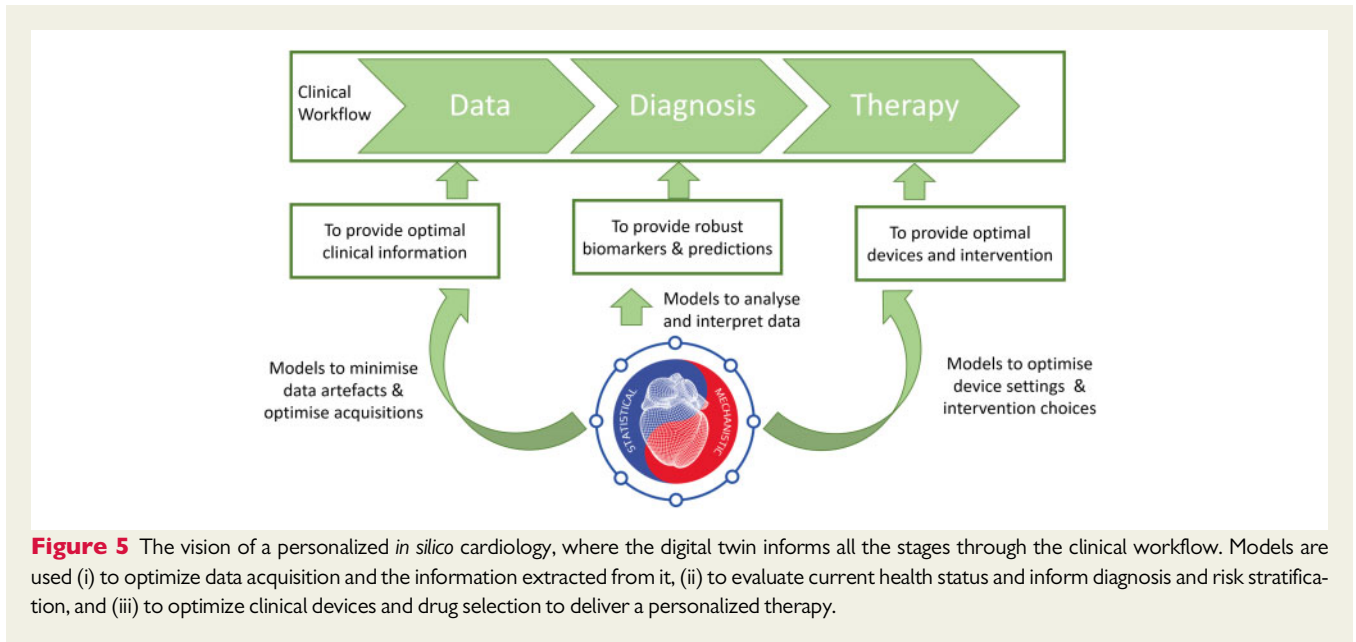 Clinical
Workflow
Data
Diagnosis
Therapy
To provide optimal
clinical information
To provide robust
biomarkers & predictions
To provide optimal
devices and intervention
Models to analyse
and interpret data
Models to minimise
data artefacts &
optimise acquisitions
Models to optimise
device settings &
intervention choices
STATISTICAL
MECHANISTIC
Figure 5 The vision of a personalized in silico cardiology, where the digital twin informs all the stages through the clinical workflow. Models are
used (i) to optimize data acquisition and the information extracted from it, (ii) to evaluate current health status and inform diagnosis and risk stratifica-
tion, and (iii) to optimize clinical devices and drug selection to deliver a personalized therapy.